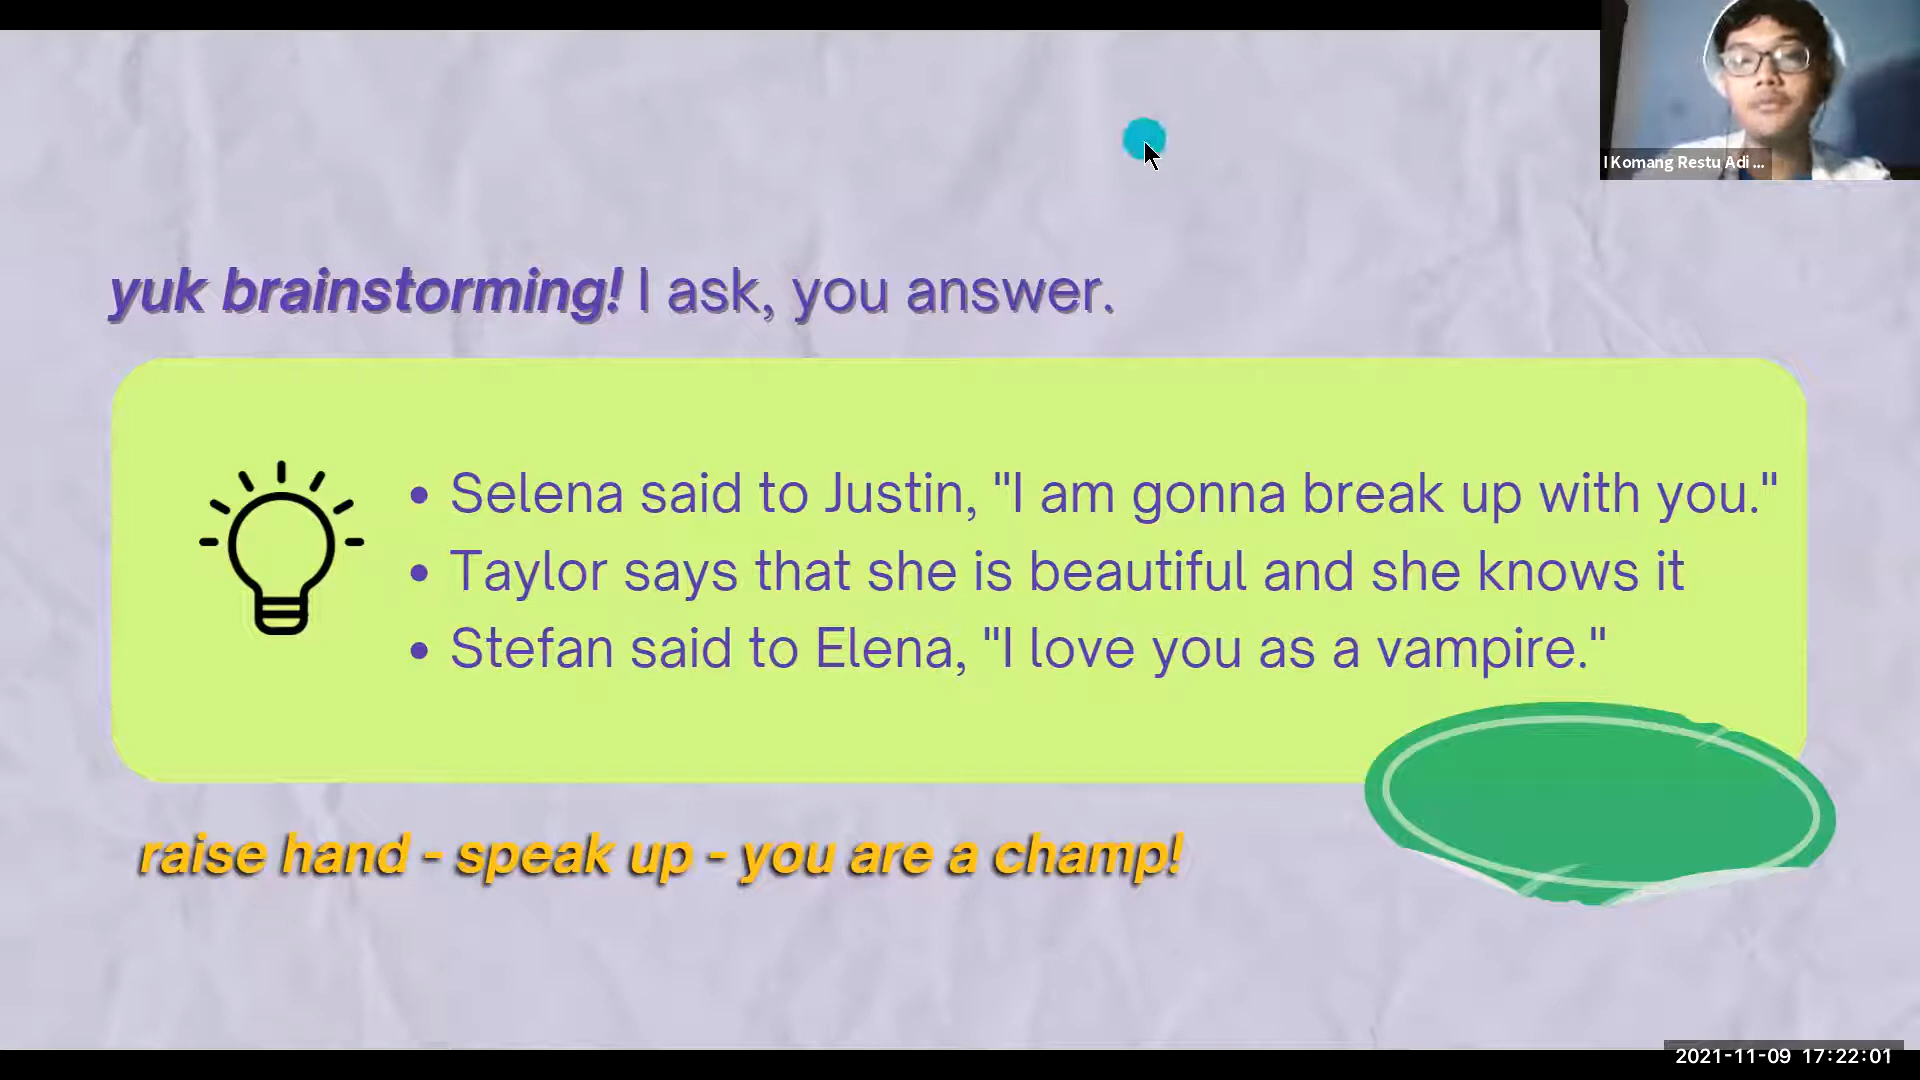 I Komang Restu Adi ...
yuk brainstorming! I ask, you answer.
• Selena said to Justin, "I am gonna break up with you."
• Taylor says that she is beautiful and she knows it
• Stefan said to Elena, "I love you as a vampire."
raise hand - speak up - you are a champ!
2021-11-09 17:22:01